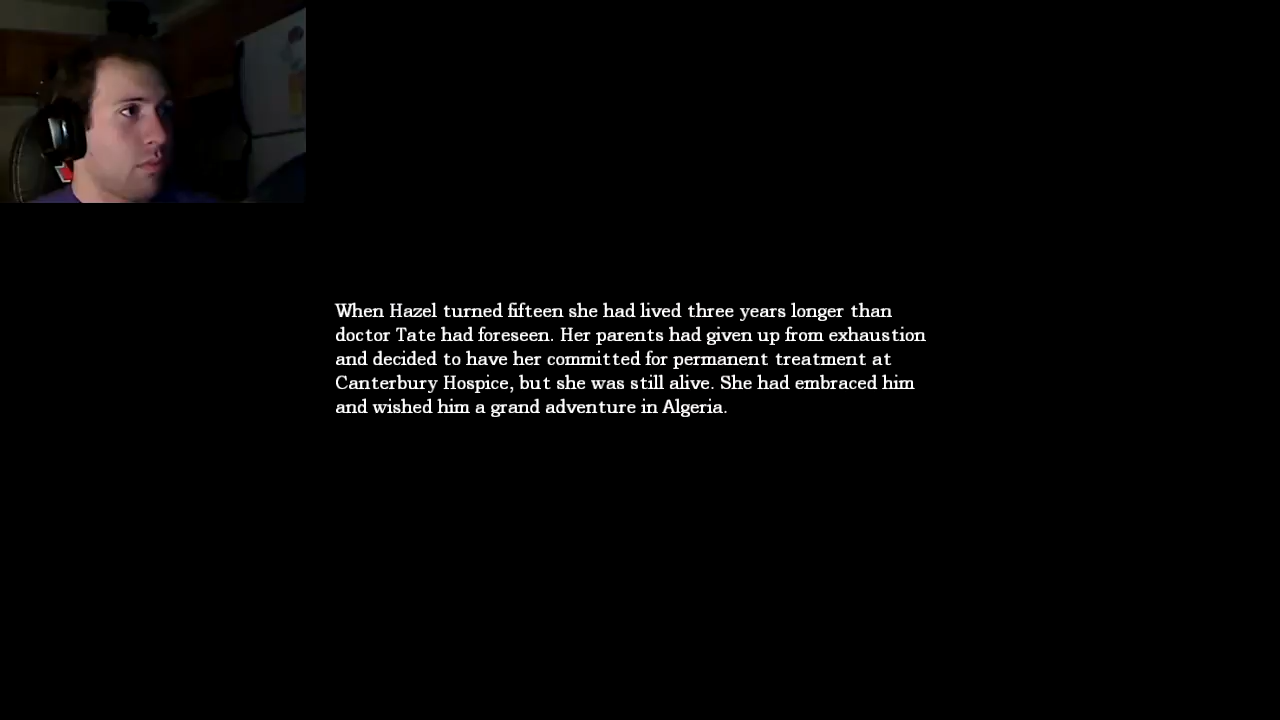 When Hazel turned fifteen she had lived three years longer than
doctor Tate had foreseen. Her parents had given up from exhaustion
and decided to have her committed for permanent treatment at
Canterbury Hospice, but she was still alive. She had embraced him
and wished him a grand adventure in Algeria.